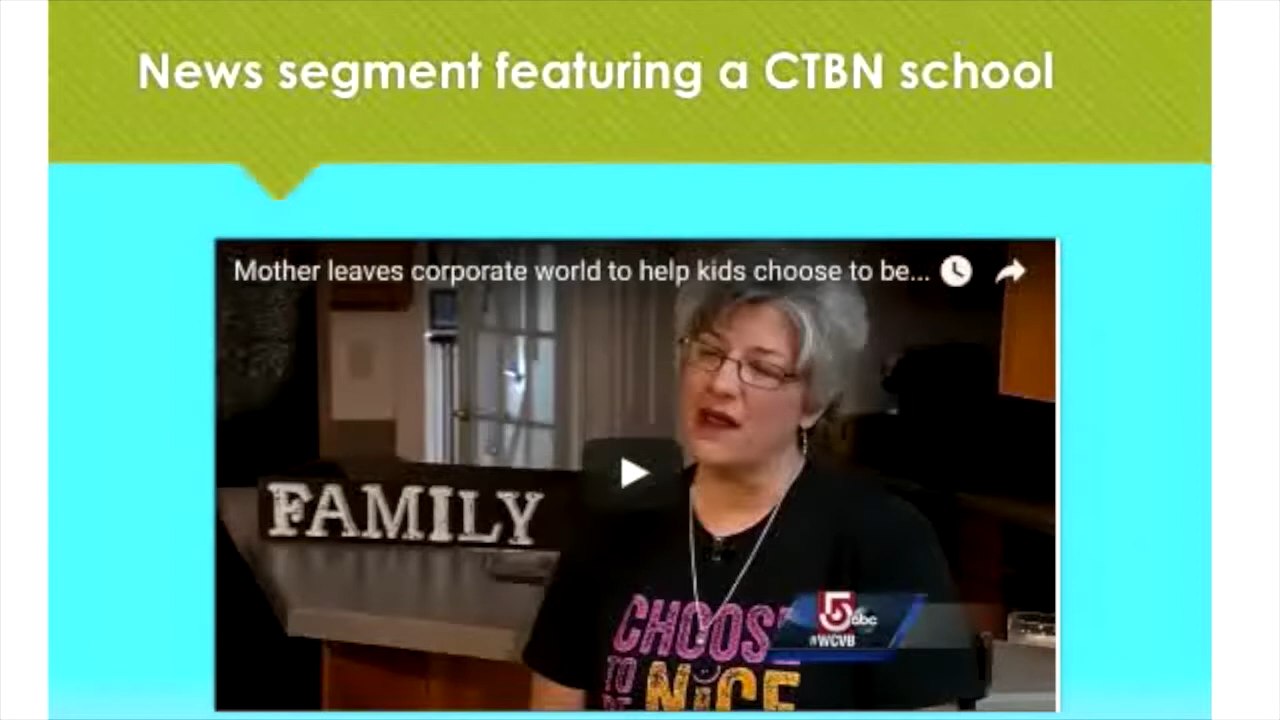 News segment featuring a CTBN school
Mother leaves corporate world to help kids choose to be...
FAMILY
CHOOSE
TO
BE
NICE
5 abc
#WCVB